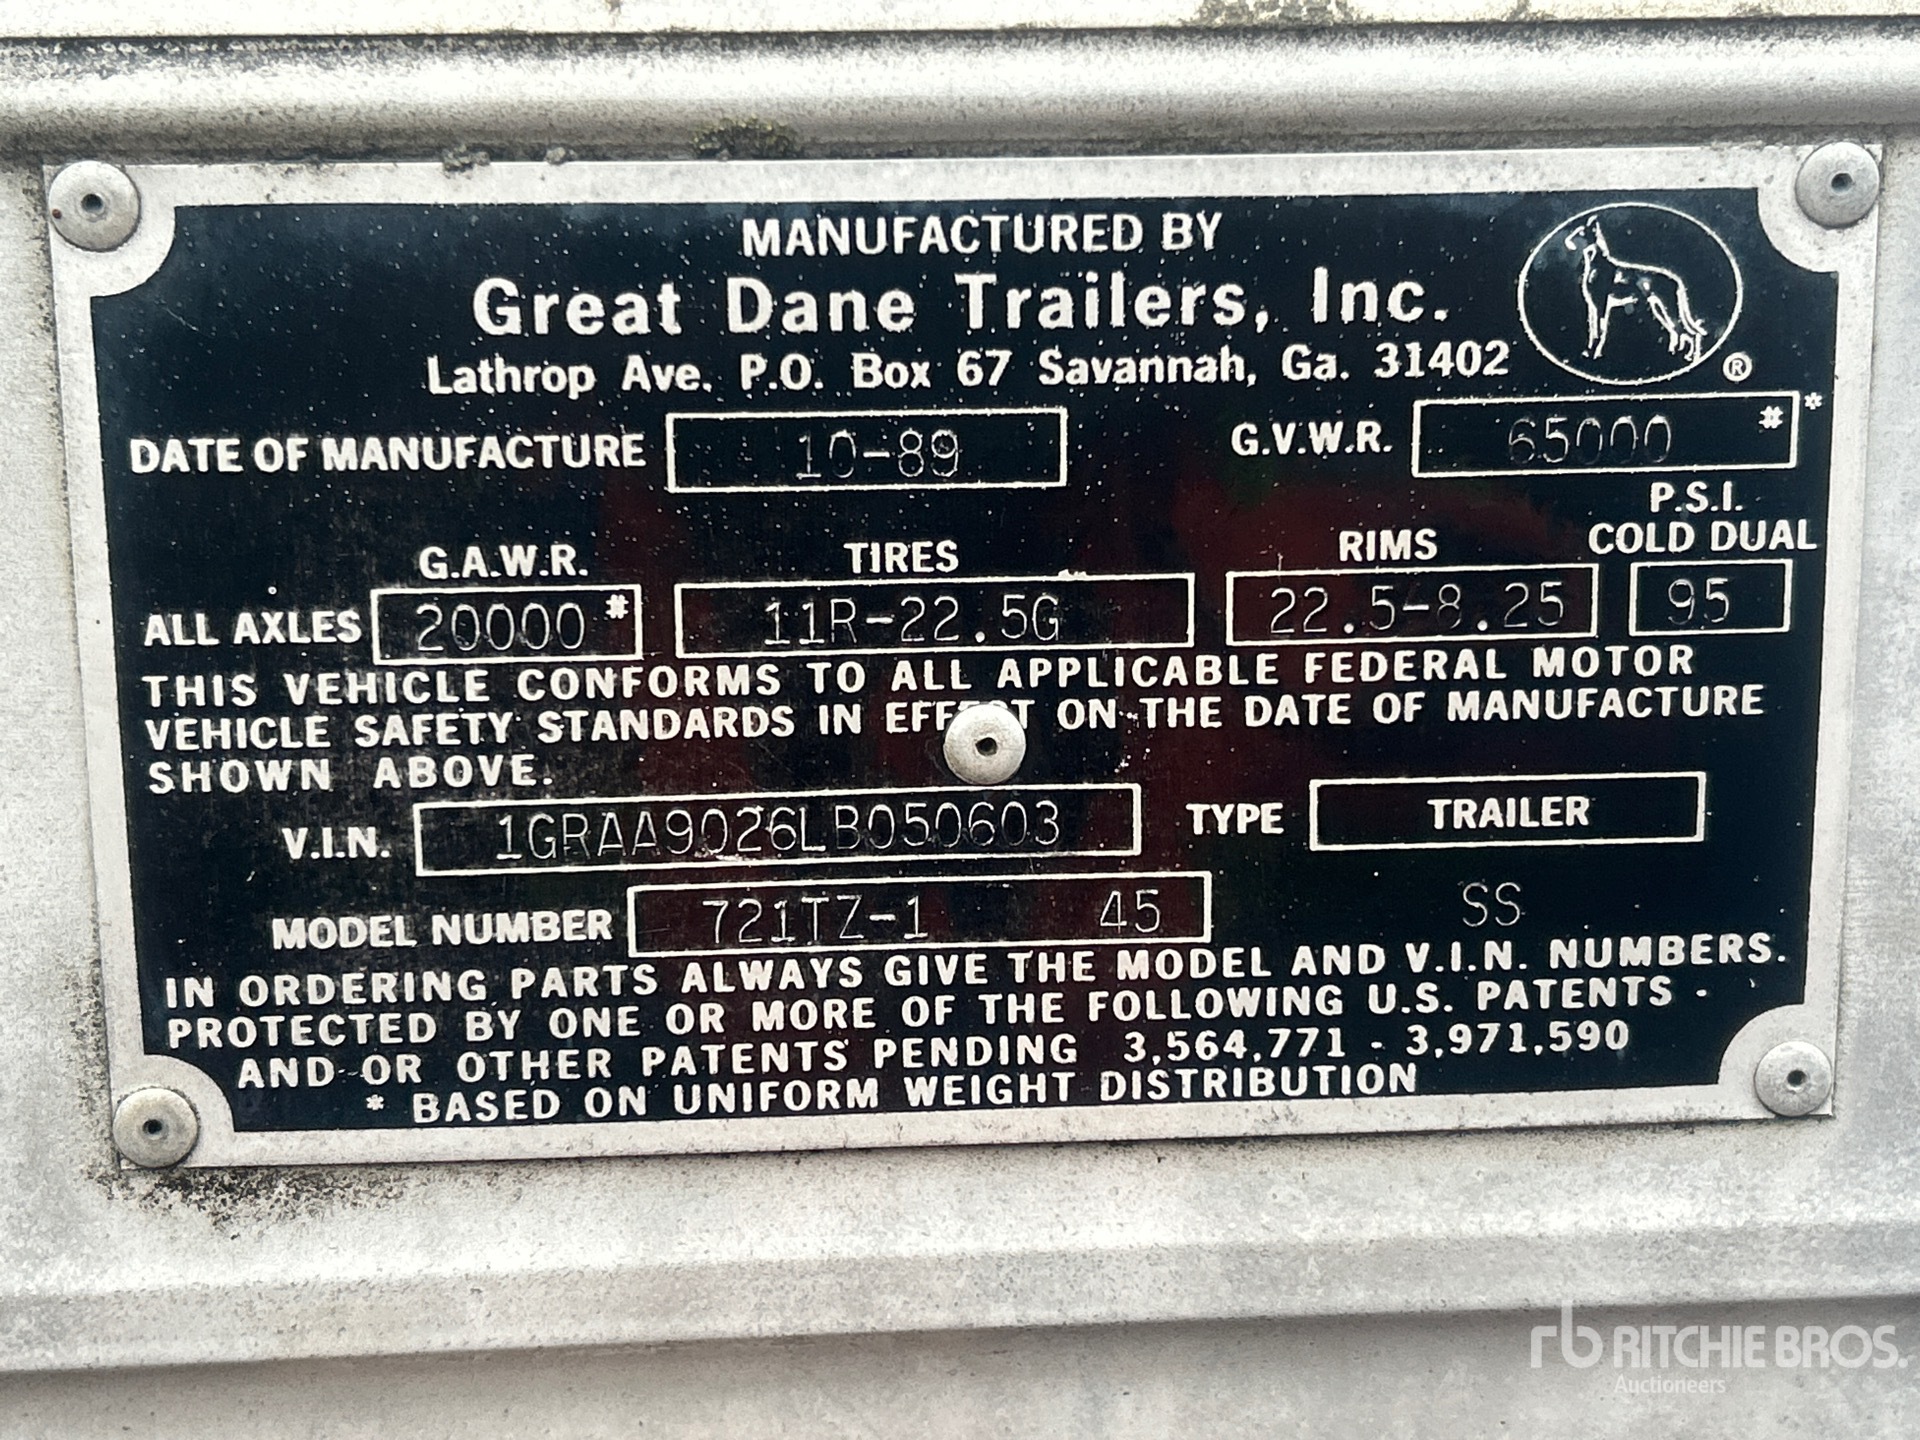 MANUFACTURED BY
Great Dane Trailers, Inc.
Lathrop Ave. P.O. Box 67 Savannah, Ga. 31402
®
DATE OF MANUFACTURE 10-89 G.V.W.R. 65000 # *
G.A.W.R. TIRES RIMS P.S.I.
COLD DUAL
ALL AXLES 20000 # 11R-22.5G 22.5-8.25 95
THIS VEHICLE CONFORMS TO ALL APPLICABLE FEDERAL MOTOR
VEHICLE SAFETY STANDARDS IN EFFECT ON THE DATE OF MANUFACTURE
SHOWN ABOVE.
V.I.N. 1GRAA9026LB050603 TYPE TRAILER
MODEL NUMBER 721TZ-1 45 SS
IN ORDERING PARTS ALWAYS GIVE THE MODEL AND V.I.N. NUMBERS.
PROTECTED BY ONE OR MORE OF THE FOLLOWING U.S. PATENTS -
AND OR OTHER PATENTS PENDING 3,564,771 - 3,971,590
* BASED ON UNIFORM WEIGHT DISTRIBUTION
rb RITCHIE BROS.
Auctioneers